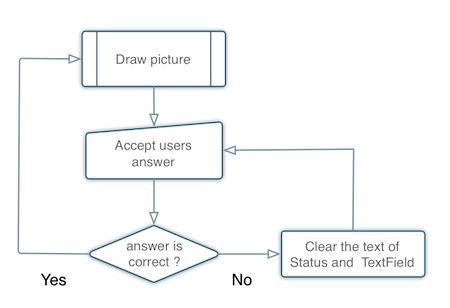 Draw picture
Accept users
answer
answer is
correct ?
Clear the text of
Status and TextField
Yes
No